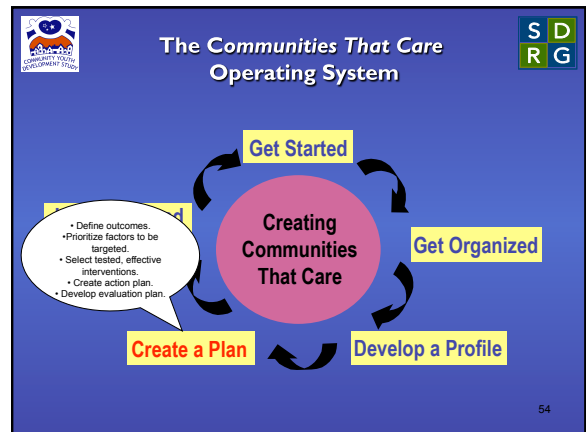 COMMUNITY YOUTH
DEVELOPMENT STUDY
The Communities That Care
Operating System
S D
R G
Get Started
• Define outcomes.
•Prioritize factors to be
targeted.
• Select tested, effective
interventions.
• Create action plan.
• Develop evaluation plan.
Creating
Communities
That Care
Get Organized
Create a Plan
Develop a Profile
54